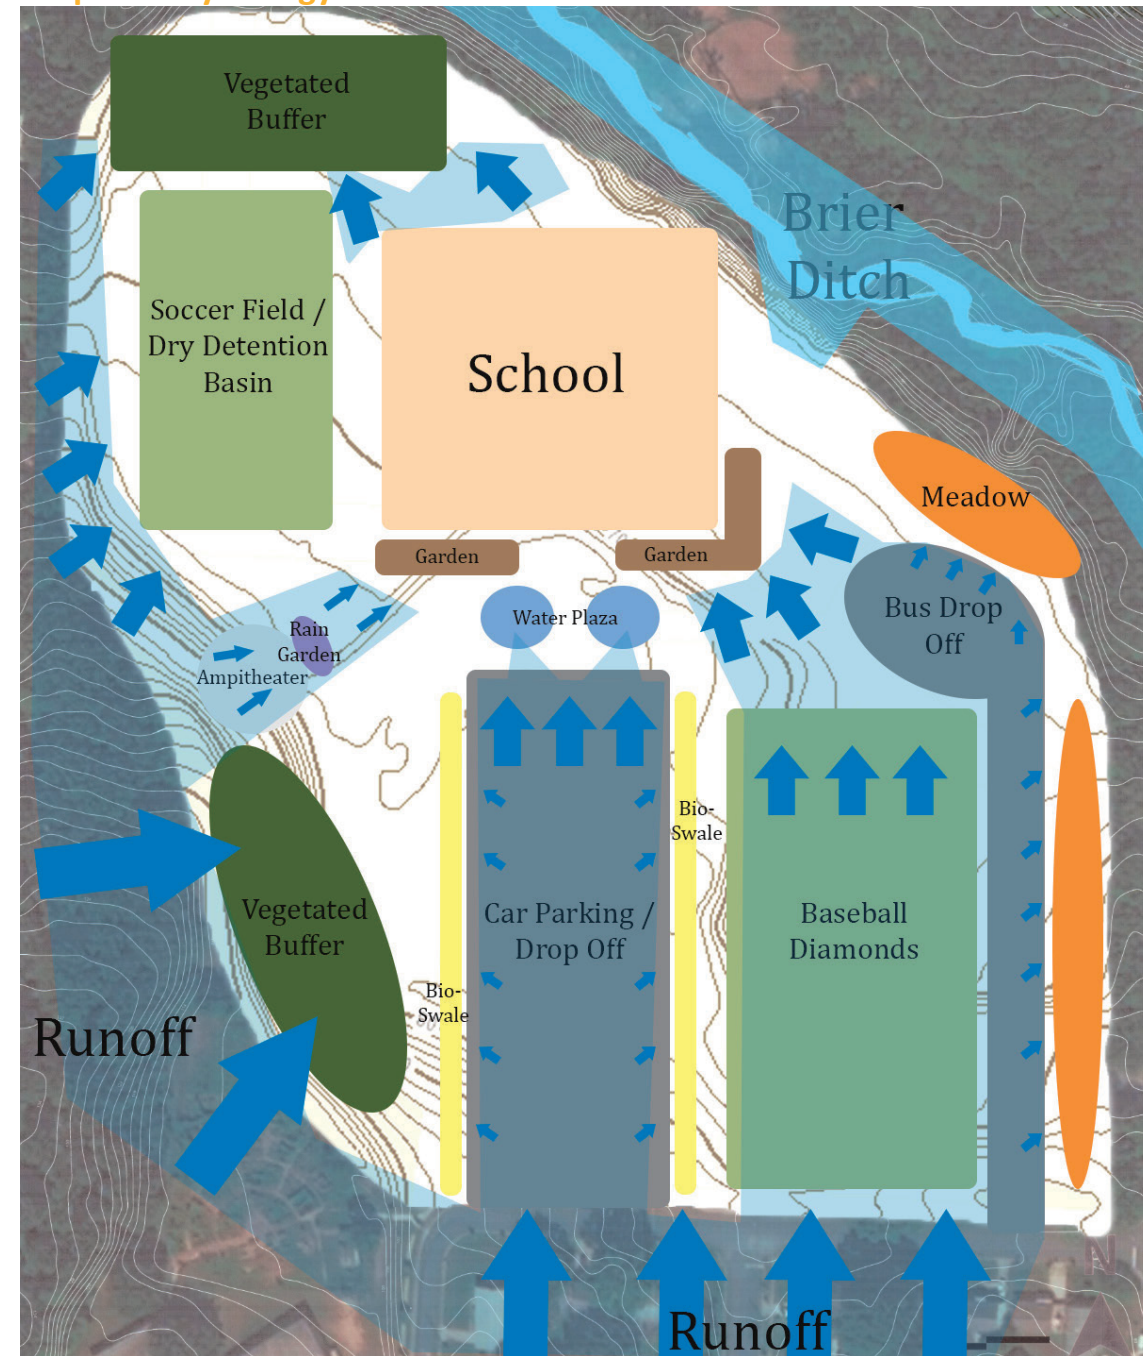 Vegetated
Buffer
Brier
Ditch
Soccer Field /
Dry Detention
Basin
School
Meadow
Garden
Garden
Water Plaza
Bus Drop
Off
Rain
Garden
Ampitheater
Bio-
Swale
Vegetated
Buffer
Car Parking /
Drop Off
Baseball
Diamonds
Bio-
Swale
Runoff
N
Runoff